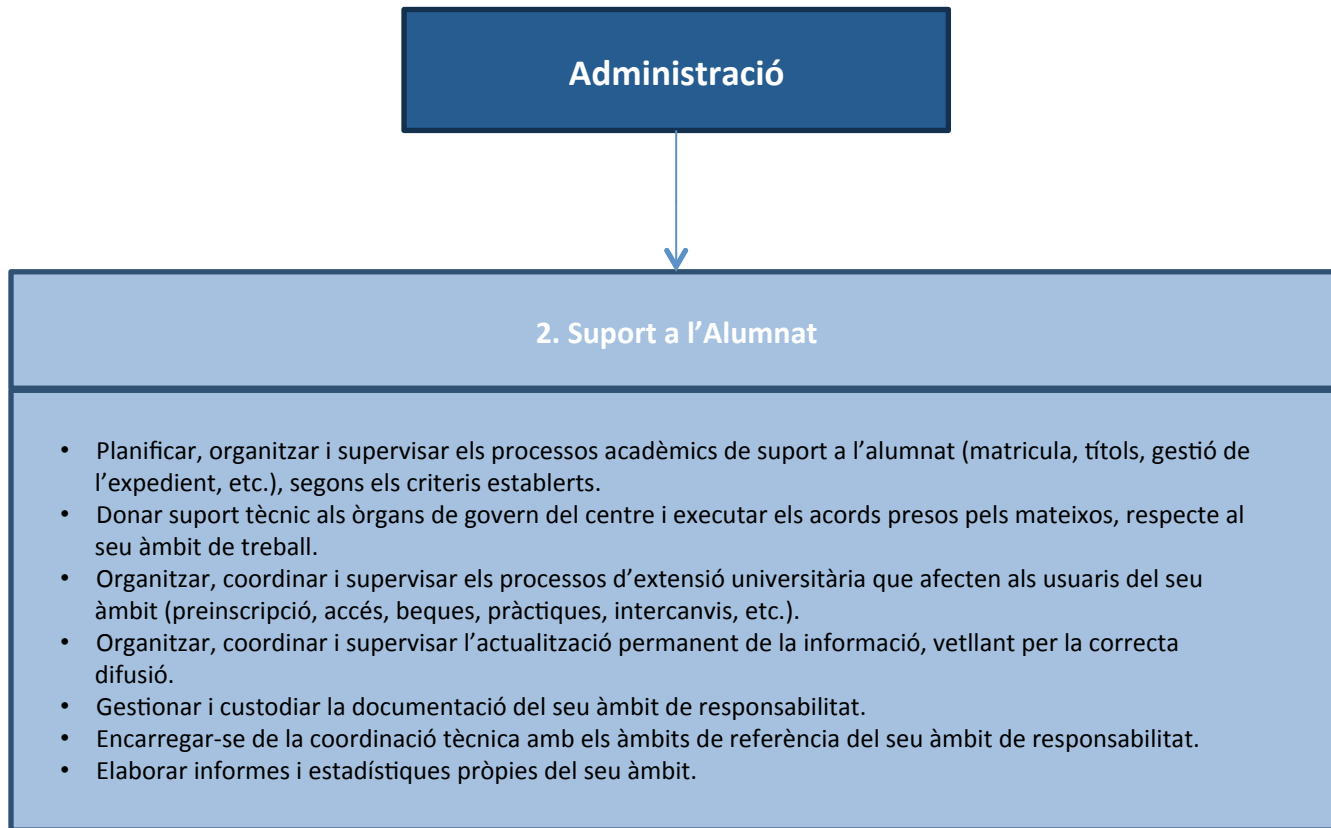 Administració
2. Suport a l’Alumnat
• Planificar, organitzar i supervisar els processos acadèmics de suport a l’alumnat (matricula, títols, gestió de
l’expedient, etc.), segons els criteris establerts.
• Donar suport tècnic als òrgans de govern del centre i executar els acords presos pels mateixos, respecte al
seu àmbit de treball.
• Organitzar, coordinar i supervisar els processos d’extensió universitària que afecten als usuaris del seu
àmbit (preinscripció, accés, beques, pràctiques, intercanvis, etc.).
• Organitzar, coordinar i supervisar l’actualització permanent de la informació, vetllant per la correcta
difusió.
• Gestionar i custodiar la documentació del seu àmbit de responsabilitat.
• Encarregar-se de la coordinació tècnica amb els àmbits de referència del seu àmbit de responsabilitat.
• Elaborar informes i estadístiques pròpies del seu àmbit.